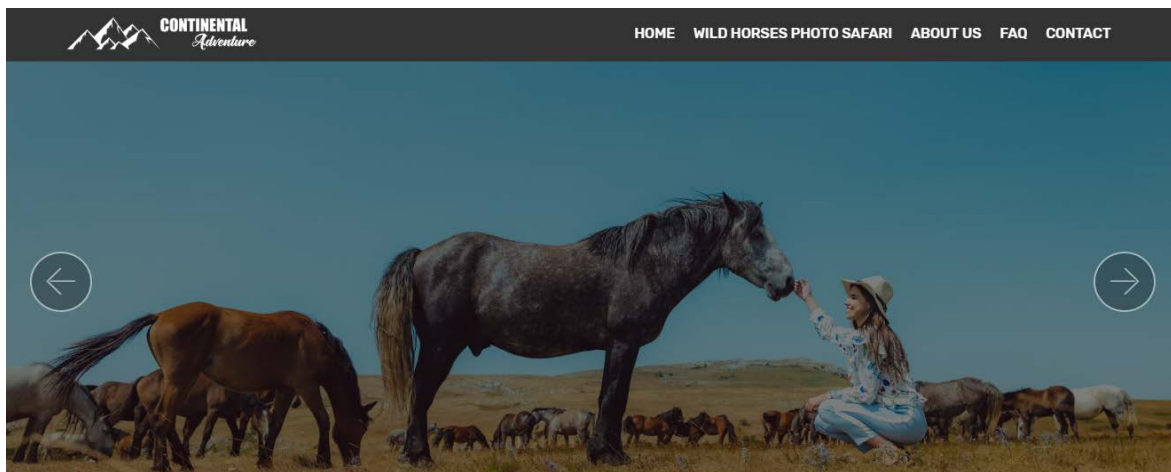 CONTINENTAL
Adventure
HOME WILD HORSES PHOTO SAFARI ABOUT US FAQ CONTACT